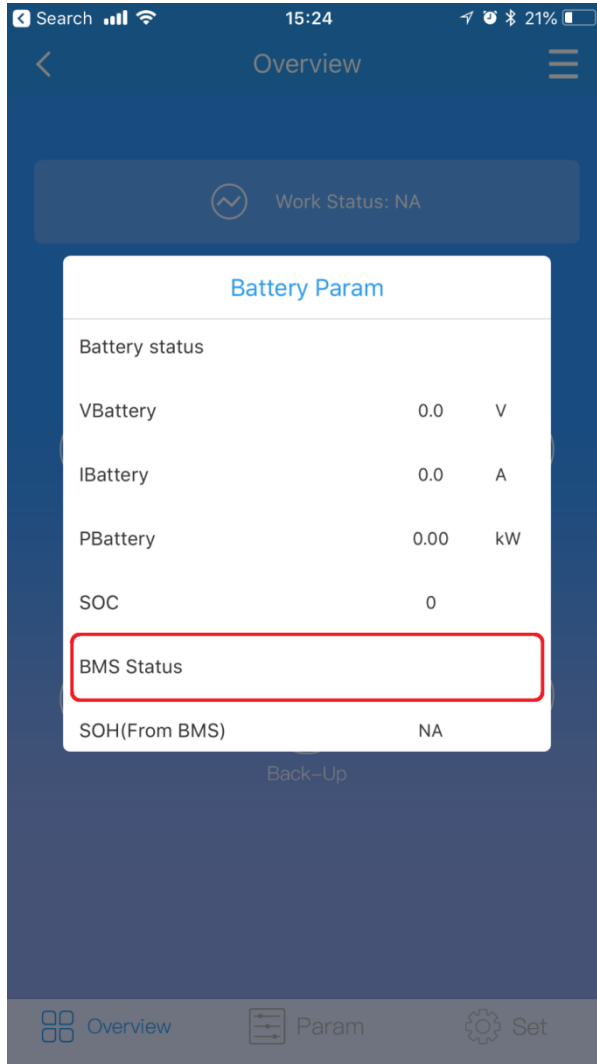 Search 15:24 21%
Overview
Work Status: NA
Battery Param
Battery status
VBattery 0.0 V
IBattery 0.0 A
PBattery 0.00 kW
SOC 0
BMS Status
SOH(From BMS) NA
Back-Up
Overview Param Set